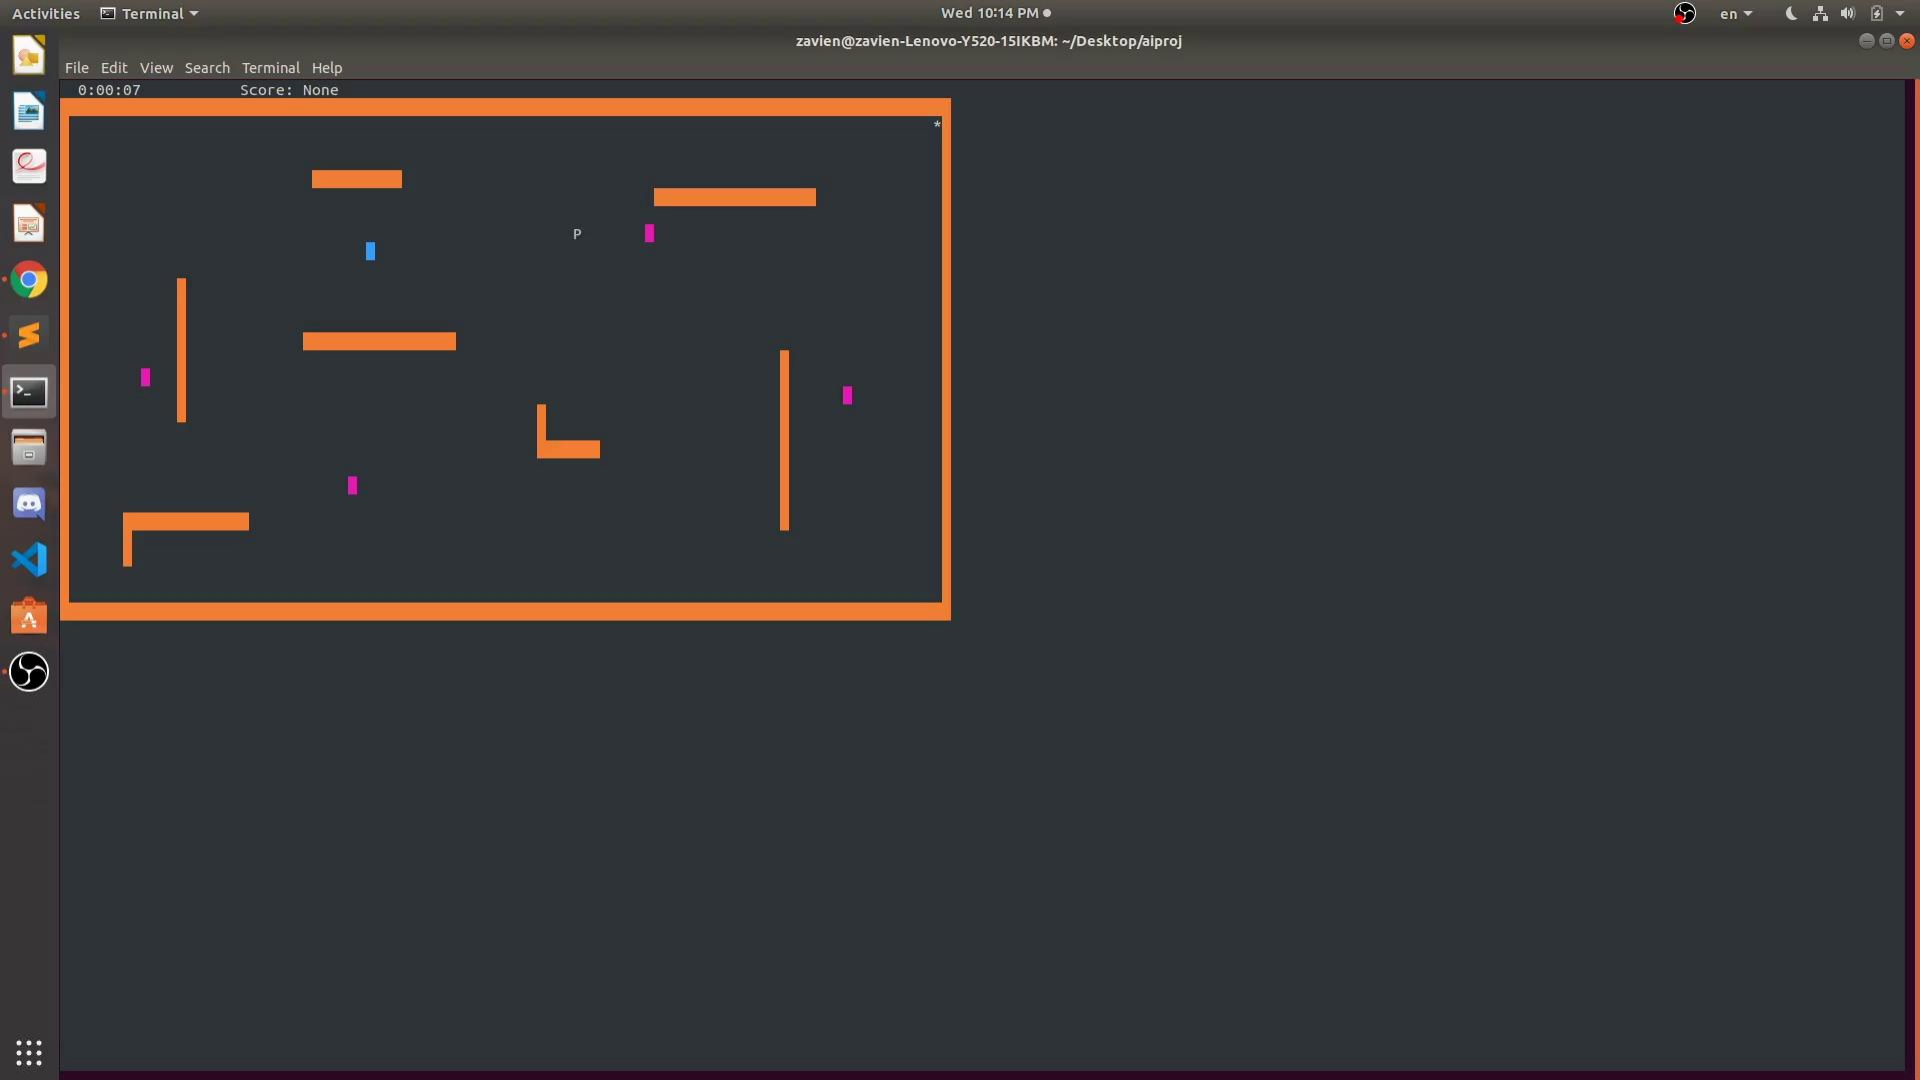 Activities Terminal Wed 10:14 PM en
zavien@zavien-Lenovo-Y520-15IKBM: ~/Desktop/aiproj
File Edit View Search Terminal Help
0:00:07 Score: None
*
P